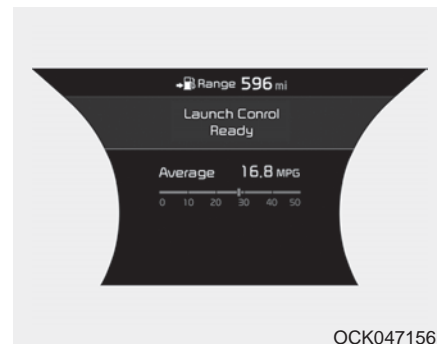 Range 596 mi
Launch Conrol
Ready
Average 16.8 MPG
0 10 20 30 40 50
OCK047156